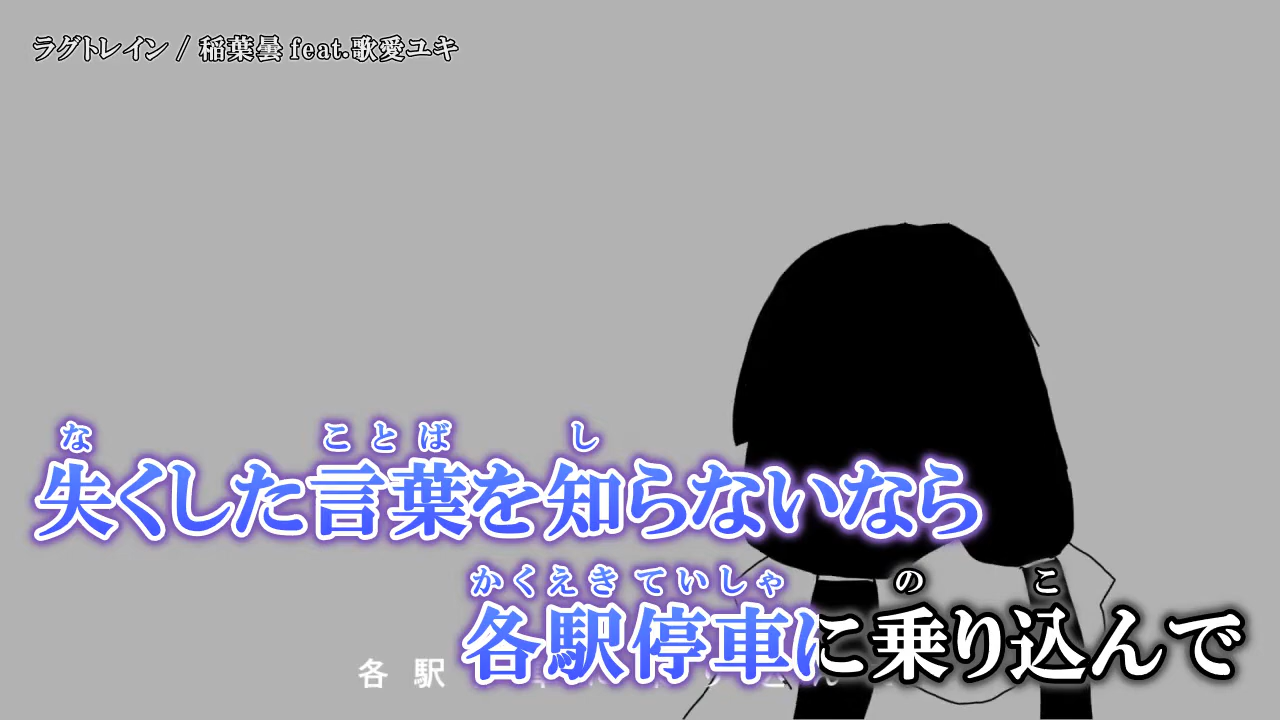 ラグトレイン / 稲葉曇 feat.歌愛ユキ
な ことば し
失くした言葉を知らないなら
かくえきていしゃ の こ
各駅停車に乗り込んで
各駅